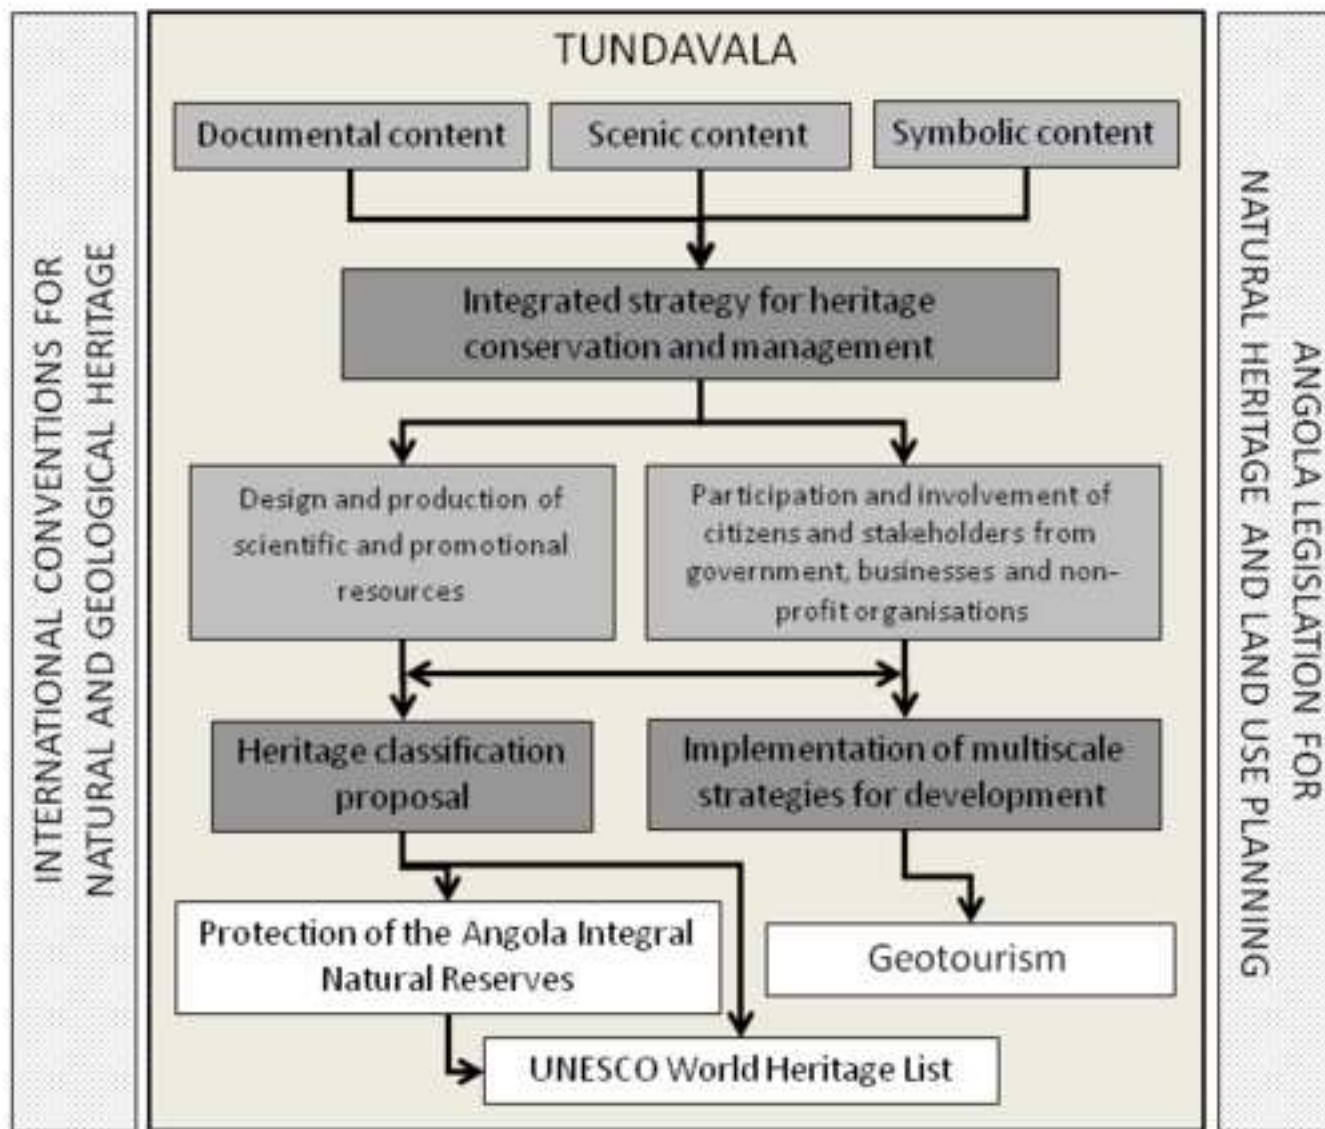 TUNDAVALA
Documental content
Scenic content
Symbolic content
Integrated strategy for heritage
conservation and management
Design and production of
scientific and promotional
resources
Participation and involvement of
citizens and stakeholders from
government, businesses and non-
profit organisations
Heritage classification
proposal
Implementation of multiscale
strategies for development
Protection of the Angola Integral
Natural Reserves
Geotourism
UNESCO World Heritage List
INTERNATIONAL CONVENTIONS FOR
NATURAL AND GEOLOGICAL HERITAGE
ANGOLA LEGISLATION FOR
NATURAL HERITAGE AND LAND USE PLANNING